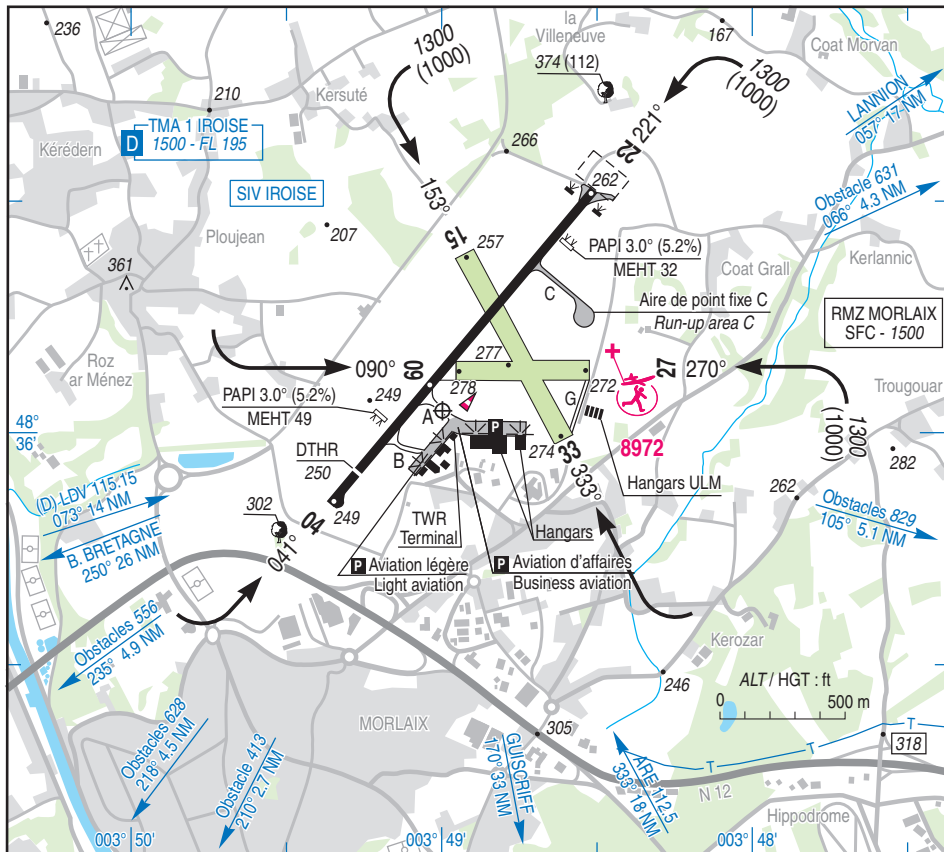 236
1300
(1000)
la
Villeneuve
167
Coat Morvan
374 (112)
1300
(1000)
Kersuté
210
LANNION
057° 17 NM
D
TMA 1 IROISE
1500 - FL 195
Kérédern
266
22 221°
262
SIV IROISE
153°
Obstacle 631
066° 4.3 NM
Ploujean
207
15
257
PAPI 3.0° (5.2%)
MEHT 32
Coat Grall
Kerlannic
361
C
Aire de point fixe C
Run-up area C
RMZ MORLAIX
SFC - 1500
Roz
ar Ménez
090°
09
277
278
272
27
270°
Trougouar
PAPI 3.0° (5.2%)
MEHT 49
249
A
G
48°
36'
P
8972
1300
(1000)
DTHR
250
B
274
33
333°
282
(D) LBV 115.15
073° 14 NM
249
Hangars ULM
262
302
04
041°
TWR
Terminal
Hangars
Obstacles 829
105° 5.1 NM
B. BRETAGNE
250° 26 NM
P Aviation légère
Light aviation
P Aviation d'affaires
Business aviation
Obstacles 556
235° 4.9 NM
Kerozar
246
ALT / HGT : ft
0
500 m
MORLAIX
305
Obstacles 628
218° 4.5 NM
Obstacle 413
210° 2.7 NM
GUISCRIFF
170° 33 NM
ARE 112.5
333° 18 NM
T
T
T
318
N 12
Hippodrome
003° 50'
003° 49'
003° 48'